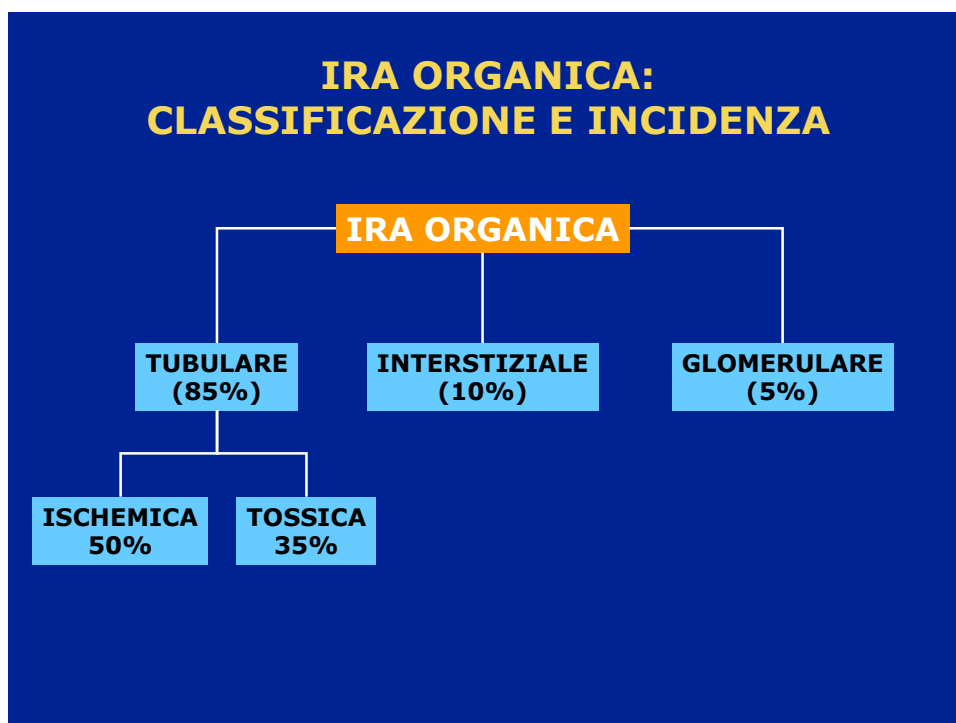 IRA ORGANICA:
CLASSIFICAZIONE E INCIDENZA
IRA ORGANICA
TUBULARE
(85%)
INTERSTIZIALE
(10%)
GLOMERULARE
(5%)
ISCHEMICA
50%
TOSSICA
35%